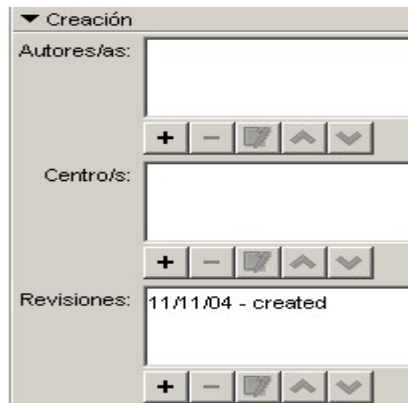 Creación
Autores/as:
Centro/s:
Revisiones:
11/11/04 - created